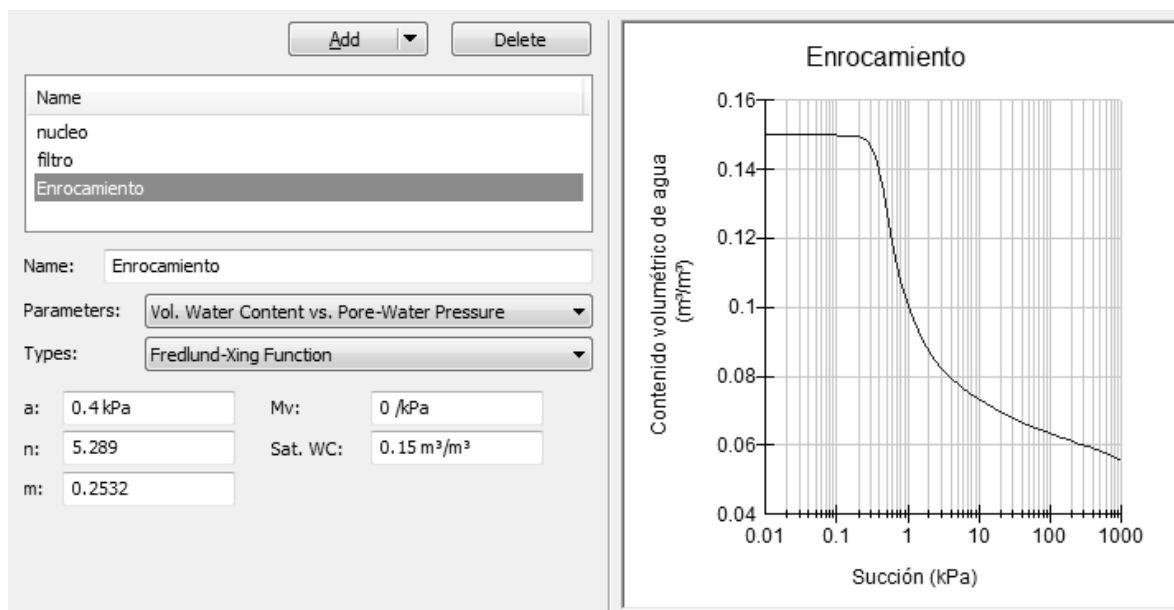 Add
Delete
Name
nucleo
filtro
Enrocamiento
Name: Enrocamiento
Parameters: Vol. Water Content vs. Pore-Water Pressure
Types: Fredlund-Xing Function
a: 0.4 kPa Mv: 0 /kPa
n: 5.289 Sat. WC: 0.15 m³/m³
m: 0.2532
Enrocamiento
Contenido volumétrico de agua
(m³/m³)
0.16
0.14
0.12
0.1
0.08
0.06
0.04
0.01 0.1 1 10 100 1000
Succión (kPa)